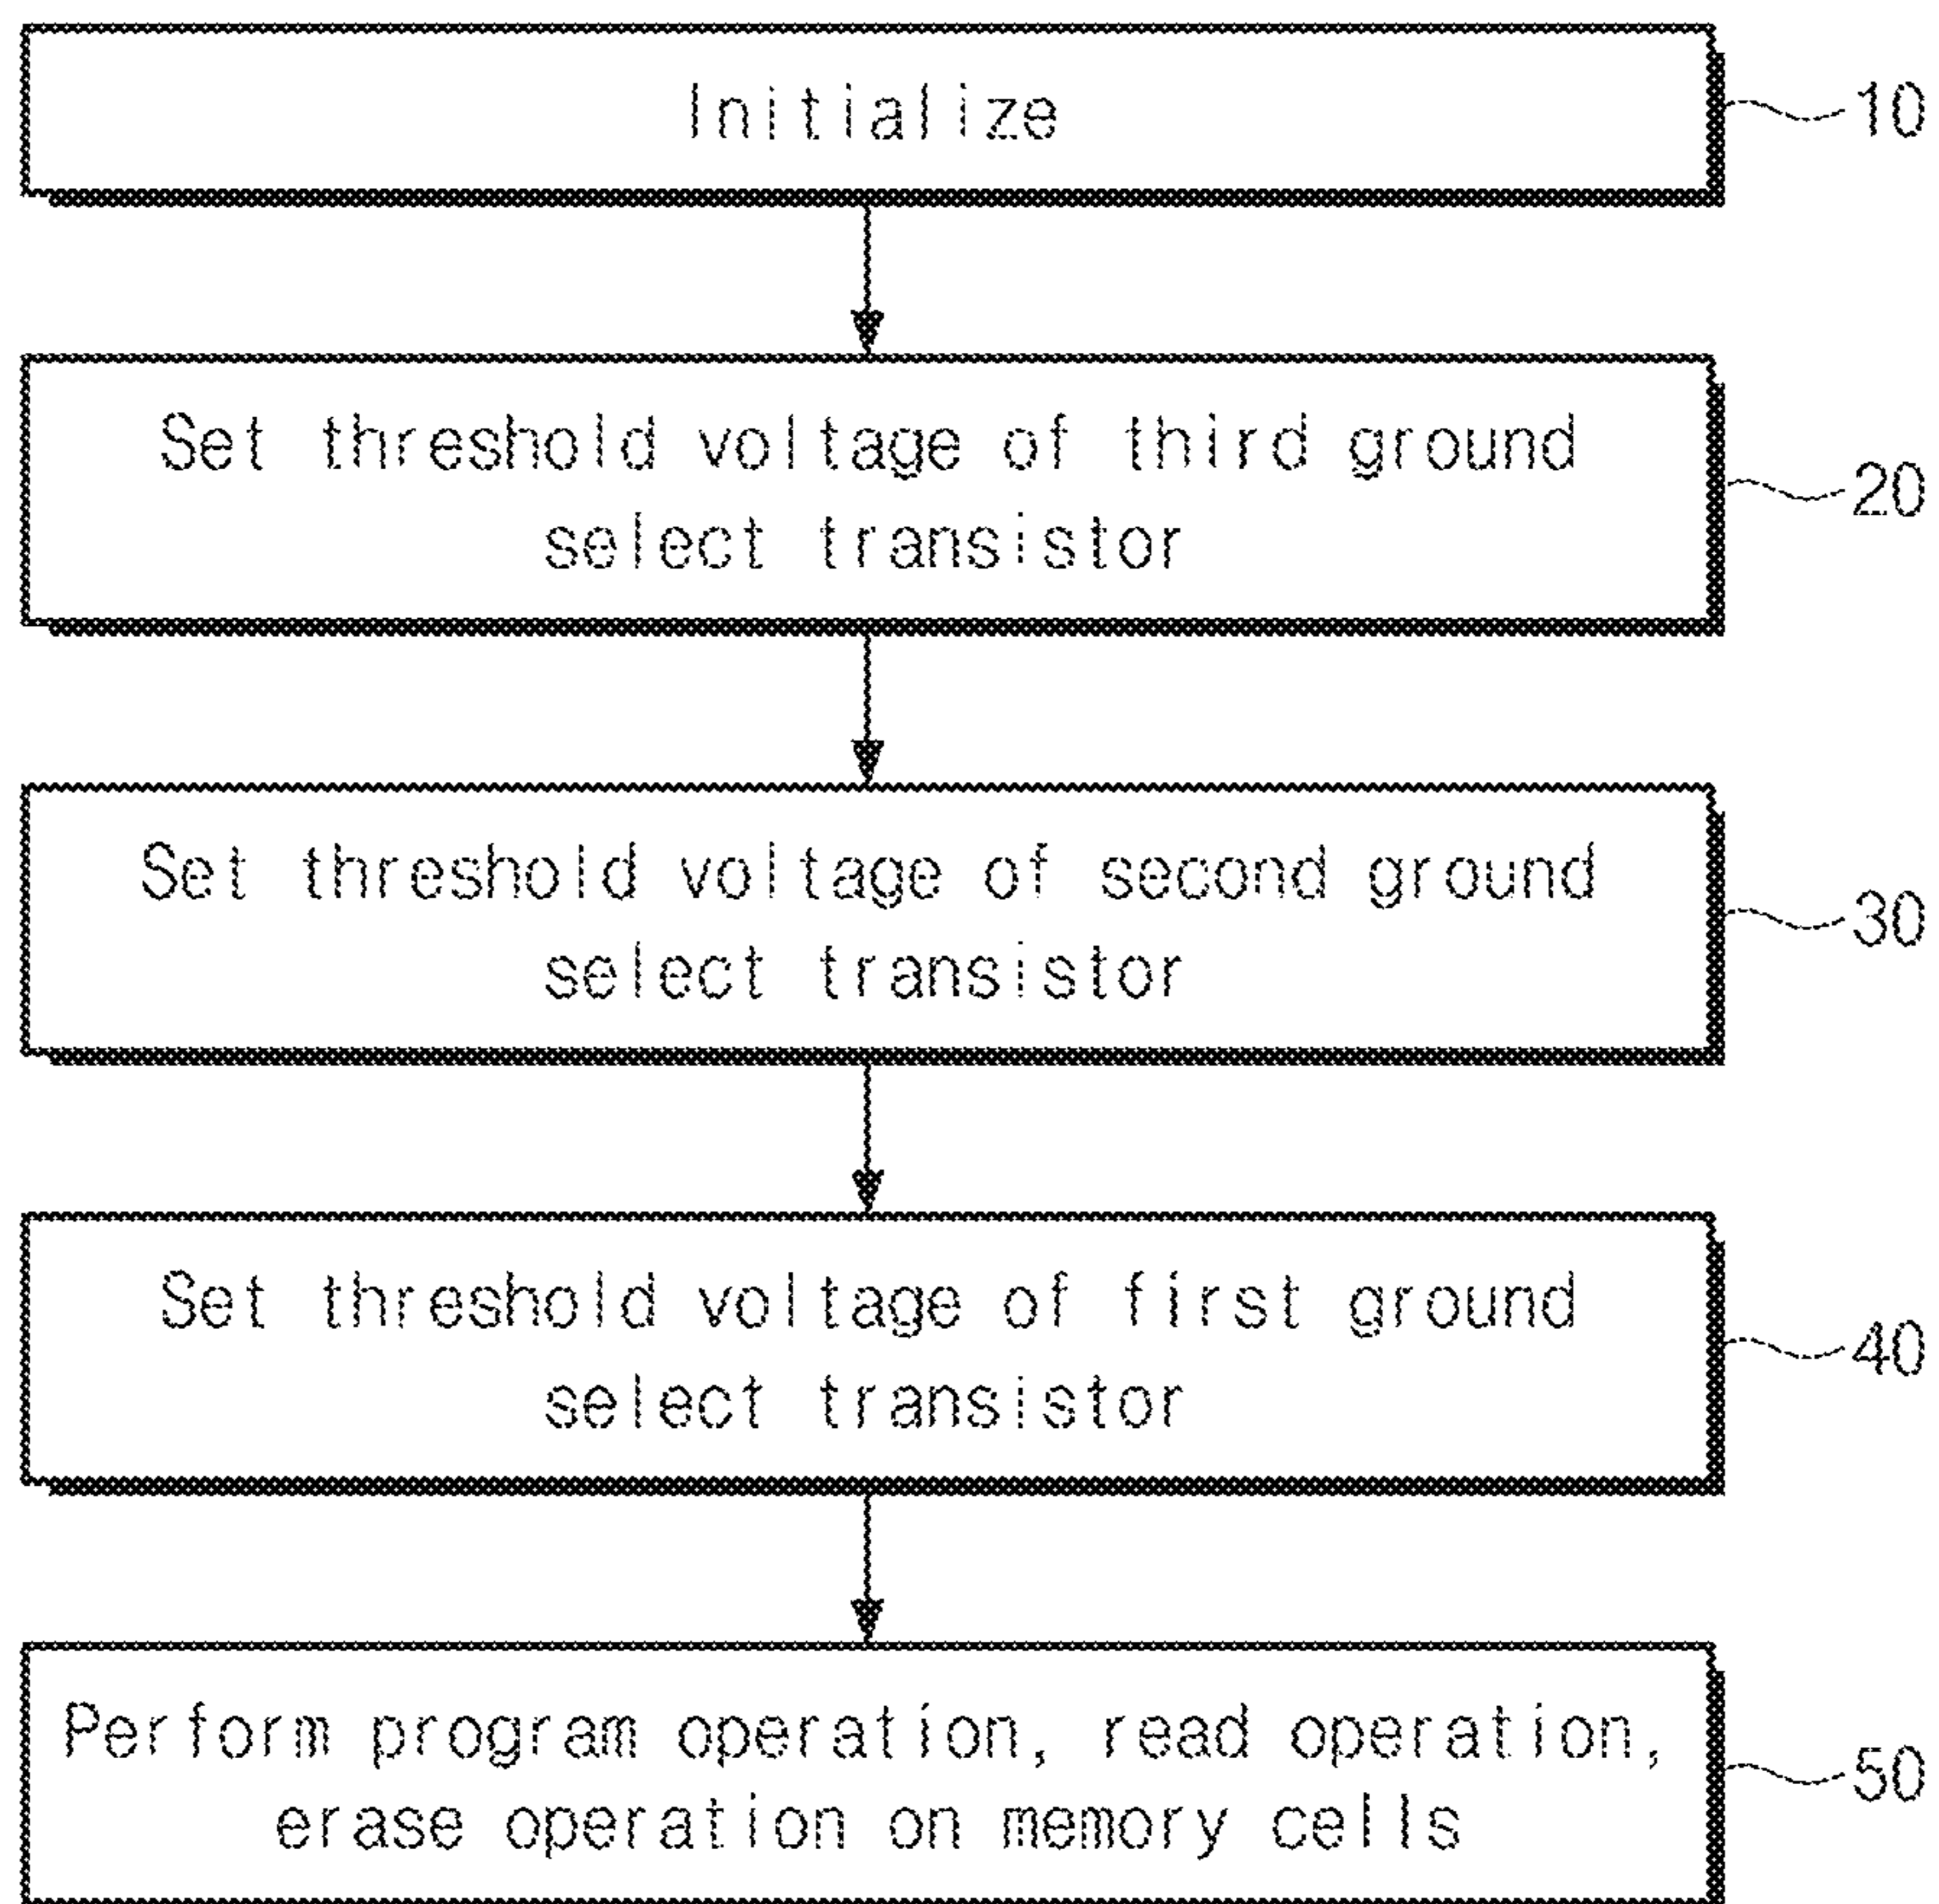 Initialize
10
Set threshold voltage of third ground
select transistor
20
Set threshold voltage of second ground
select transistor
30
Set threshold voltage of first ground
select transistor
40
Perform program operation, read operation,
erase operation on memory cells
50